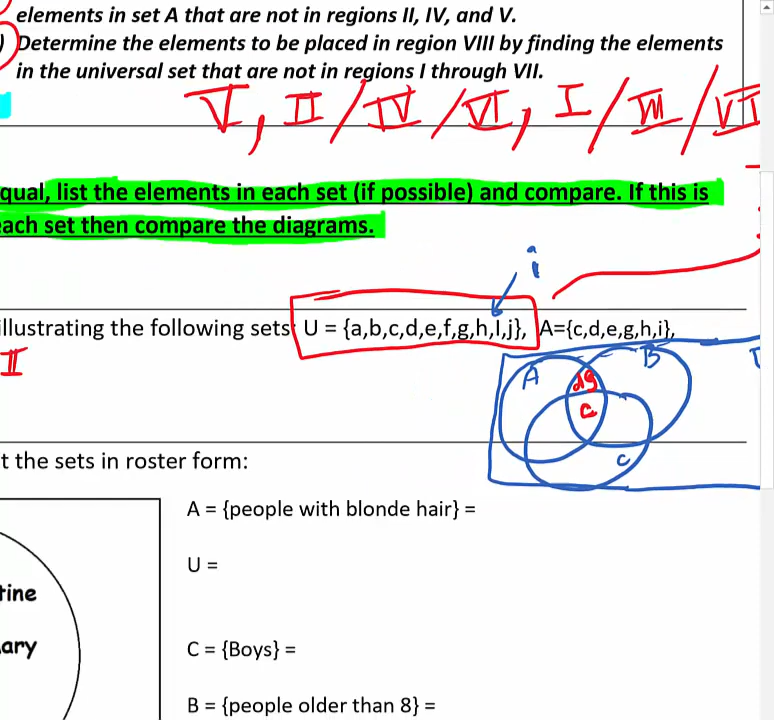 elements in set A that are not in regions II, IV, and V.
) Determine the elements to be placed in region VIII by finding the elements
in the universal set that are not in regions I through VII.
V, II / IV / VI, I / III / VII
qual, list the elements in each set (if possible) and compare. If this is
ach set then compare the diagrams.
i
illustrating the following sets: U = {a,b,c,d,e,f,g,h,I,j}, A={c,d,e,g,h,i},
II
A
B
U
dg
c
C
t the sets in roster form:
A = {people with blonde hair} =
U =
tine
ary
C = {Boys} =
B = {people older than 8} =